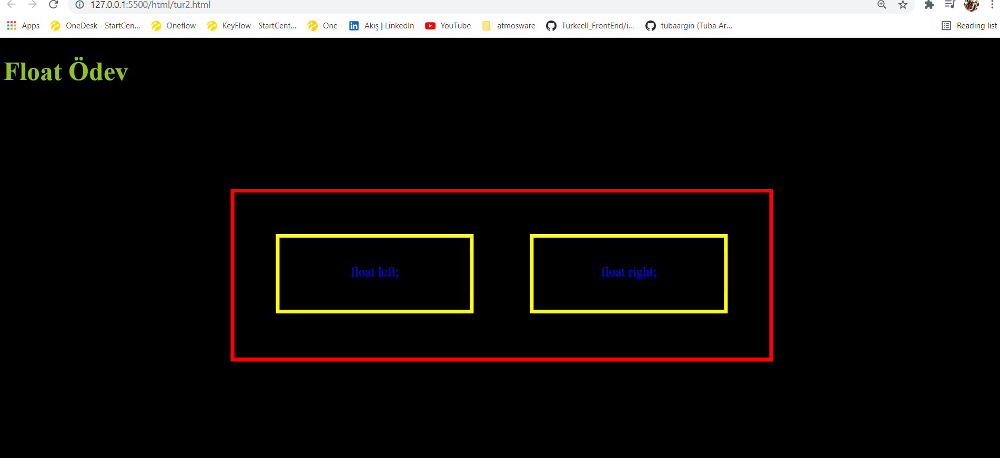 127.0.0.1:5500/html/tur2.html
Apps OneDesk - StartCen... Oneflow KeyFlow - StartCent... One Akış | LinkedIn YouTube atmosware Turkcell_FrontEnd/i... tubaargin (Tuba Ar... Reading list
Float Ödev
float left; float right;